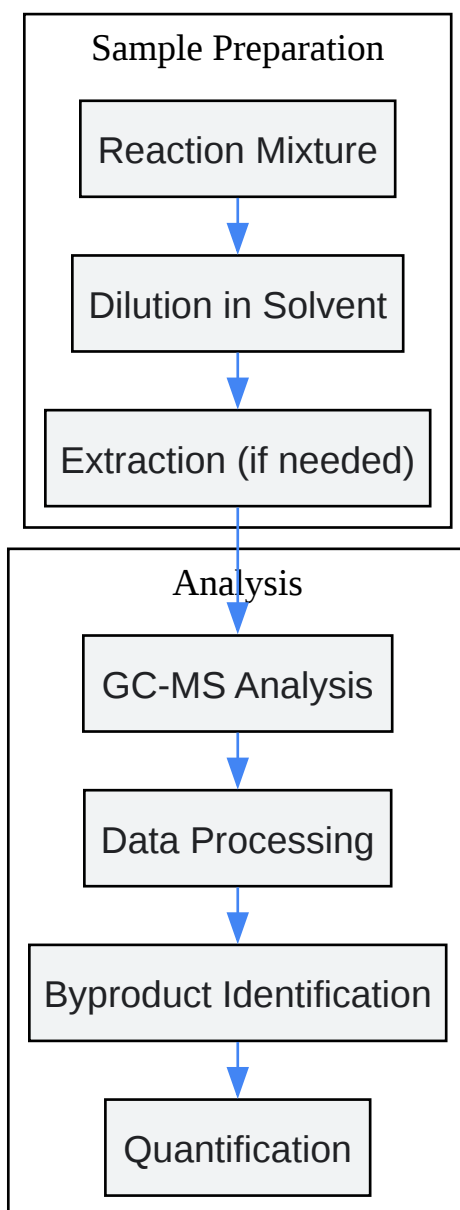 Sample Preparation
Reaction Mixture
Dilution in Solvent
Extraction (if needed)
Analysis
GC-MS Analysis
Data Processing
Byproduct Identification
Quantification